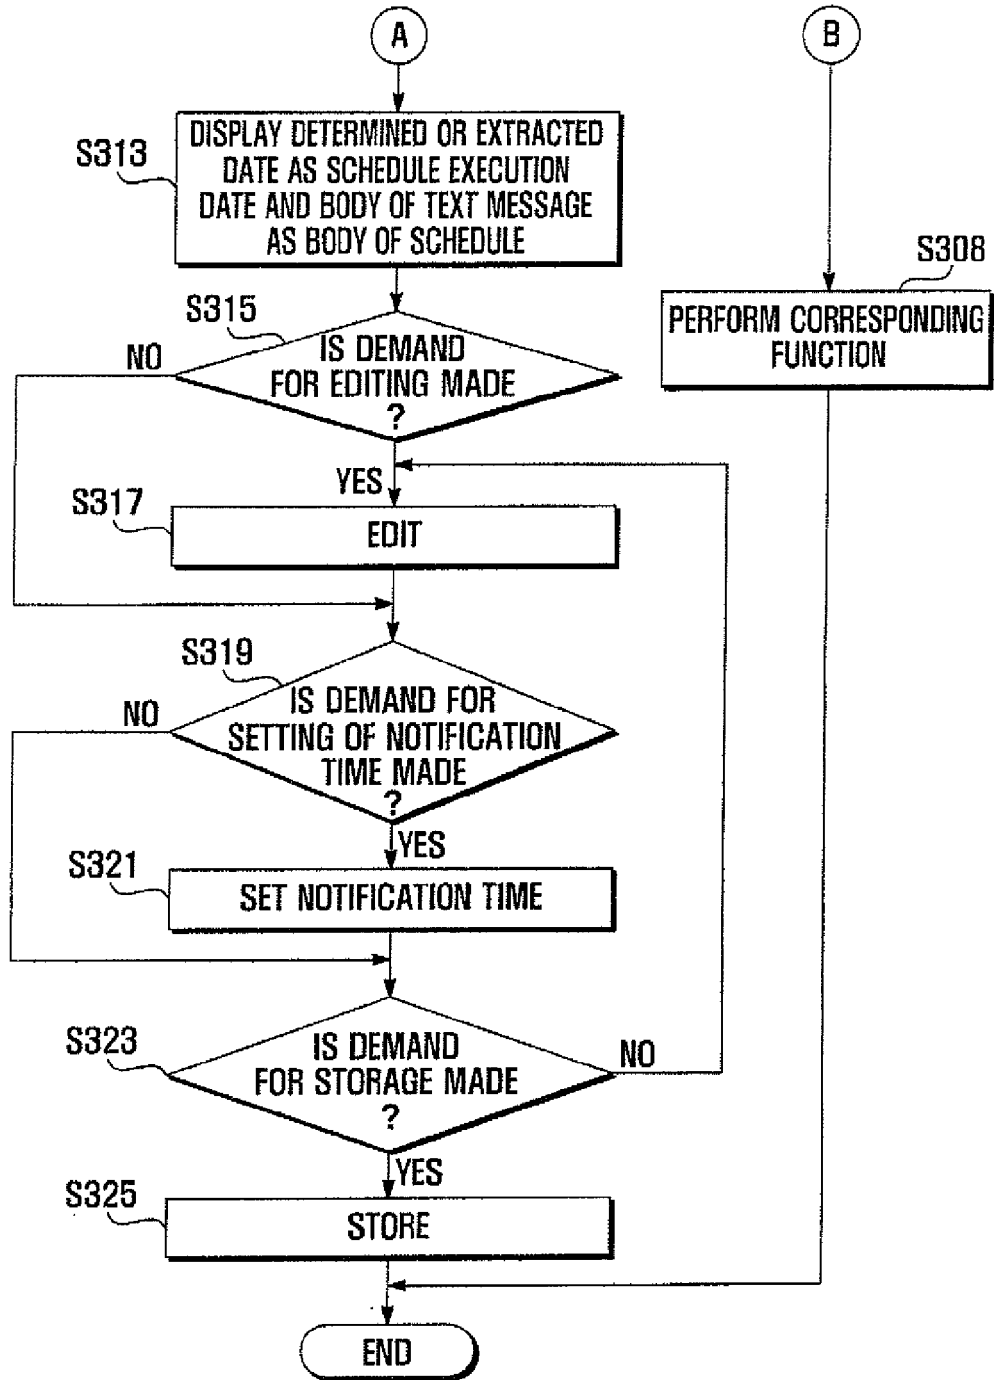 A
B
S313
DISPLAY DETERMINED OR EXTRACTED
DATE AS SCHEDULE EXECUTION
DATE AND BODY OF TEXT MESSAGE
AS BODY OF SCHEDULE
S308
PERFORM CORRESPONDING
FUNCTION
S315
NO
IS DEMAND
FOR EDITING MADE
?
YES
S317
EDIT
S319
NO
IS DEMAND FOR
SETTING OF NOTIFICATION
TIME MADE
?
YES
S321
SET NOTIFICATION TIME
S323
IS DEMAND
FOR STORAGE MADE
?
NO
YES
S325
STORE
END